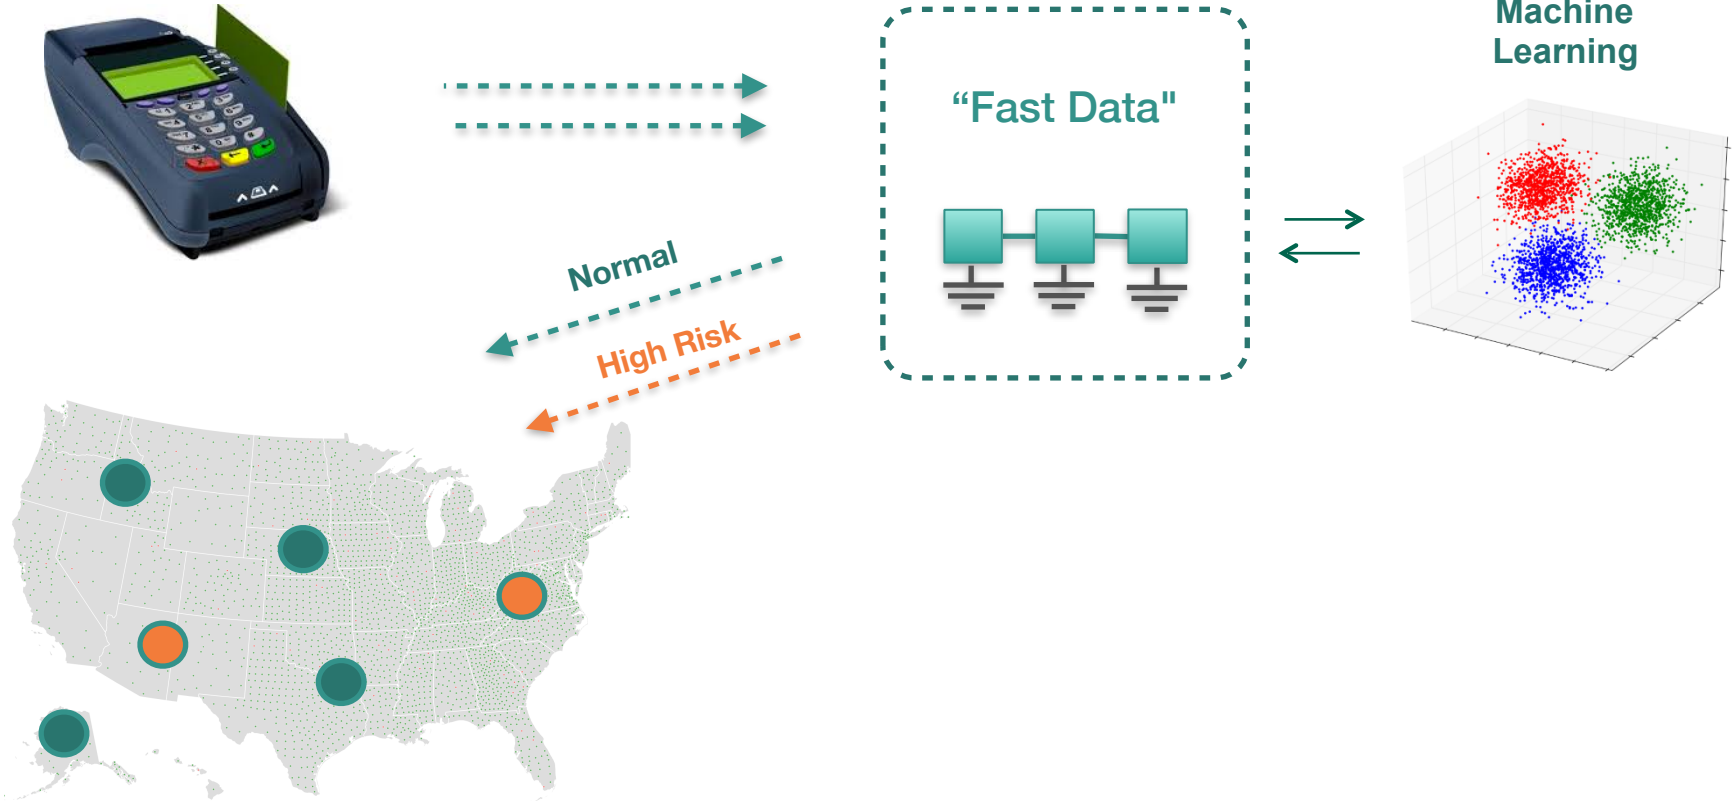 Machine
Learning
“Fast Data"
Normal
High Risk